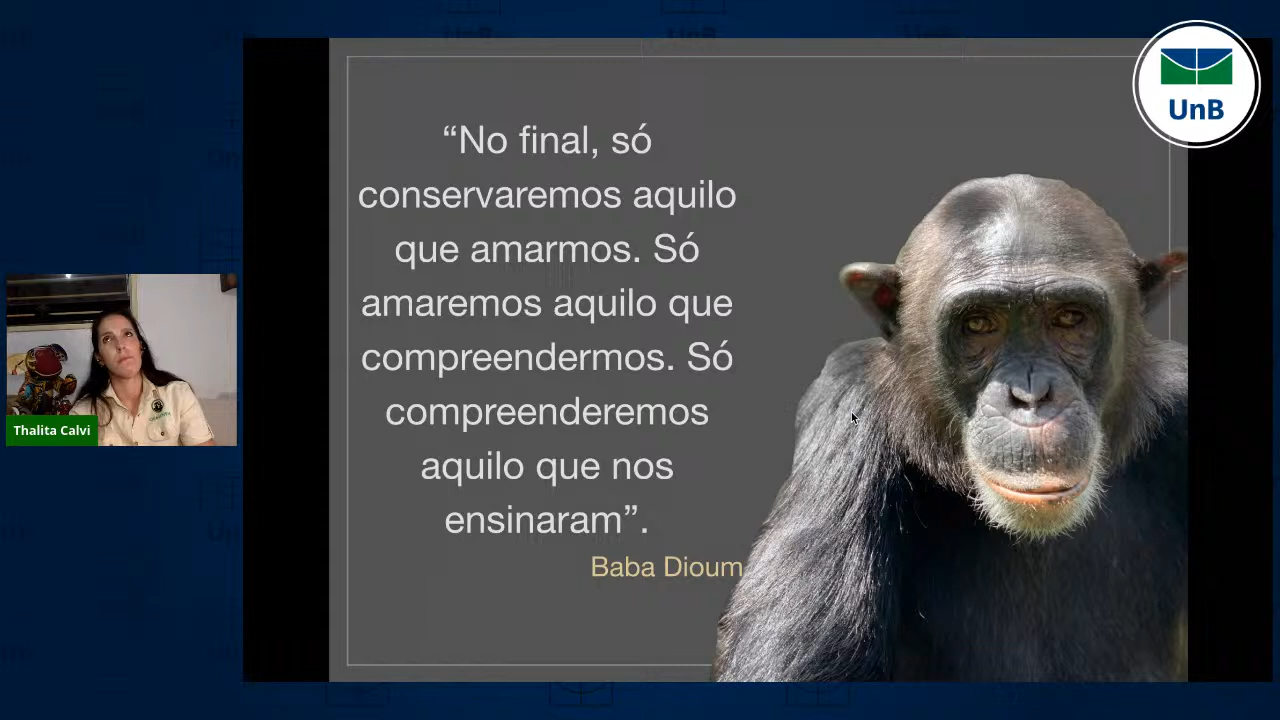 UnB
“No final, só
conservaremos aquilo
que amarmos. Só
amaremos aquilo que
compreendermos. Só
compreenderemos
aquilo que nos
ensinaram”.
Baba Dioum
Thalita Calvi